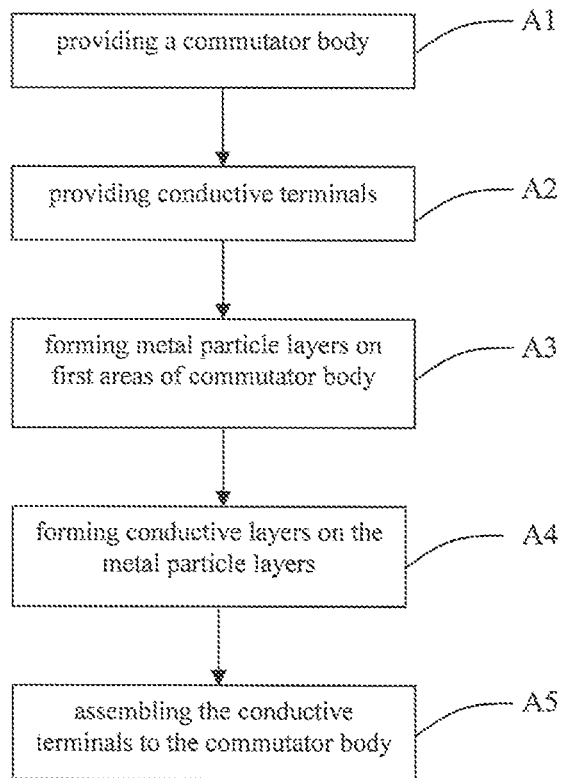 providing a commutator body
A1
providing conductive terminals
A2
forming metal particle layers on
first areas of commutator body
A3
forming conductive layers on the
metal particle layers
A4
assembling the conductive
terminals to the commutator body
A5